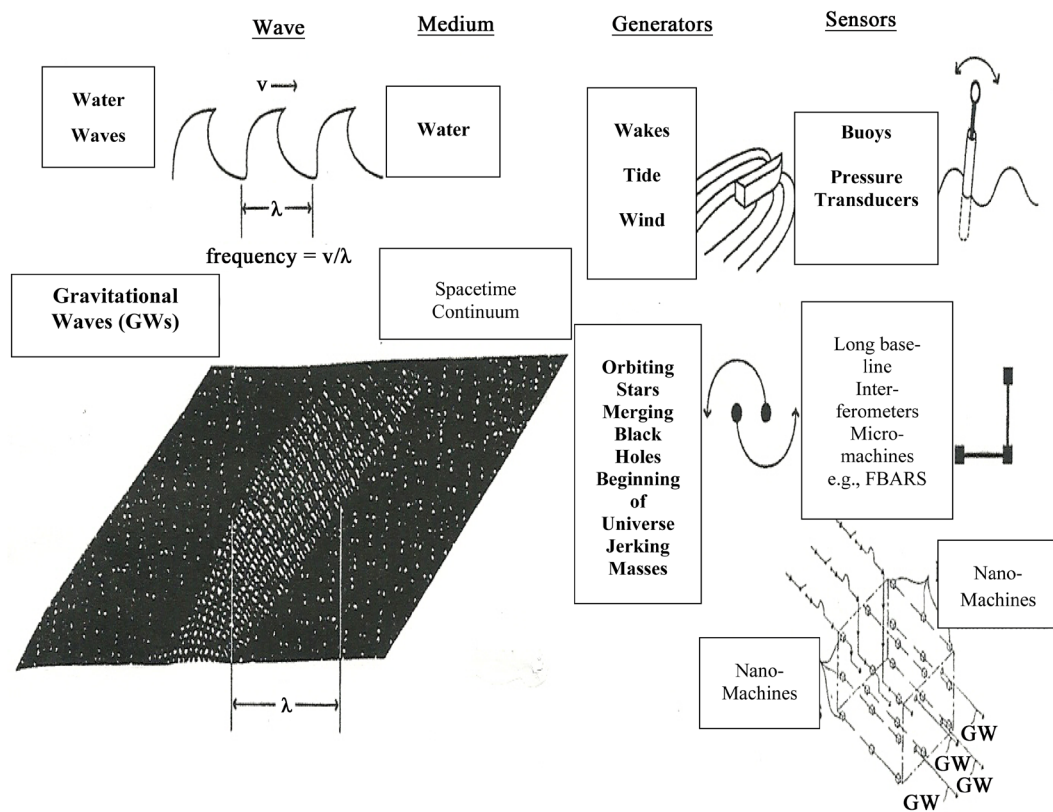 Wave
Medium
Generators
Sensors
Water
Waves
v
λ
frequency = v/λ
Water
Wakes
Tide
Wind
Buoys
Pressure
Transducers
Gravitational
Waves (GWs)
λ
Spacetime
Continuum
Orbiting
Stars
Merging
Black
Holes
Beginning
of
Universe
Jerking
Masses
Long base-
line
Inter-
ferometers
Micro-
machines
e.g., FBARS
Nano-
Machines
Nano-
Machines
GW
GW
GW
GW